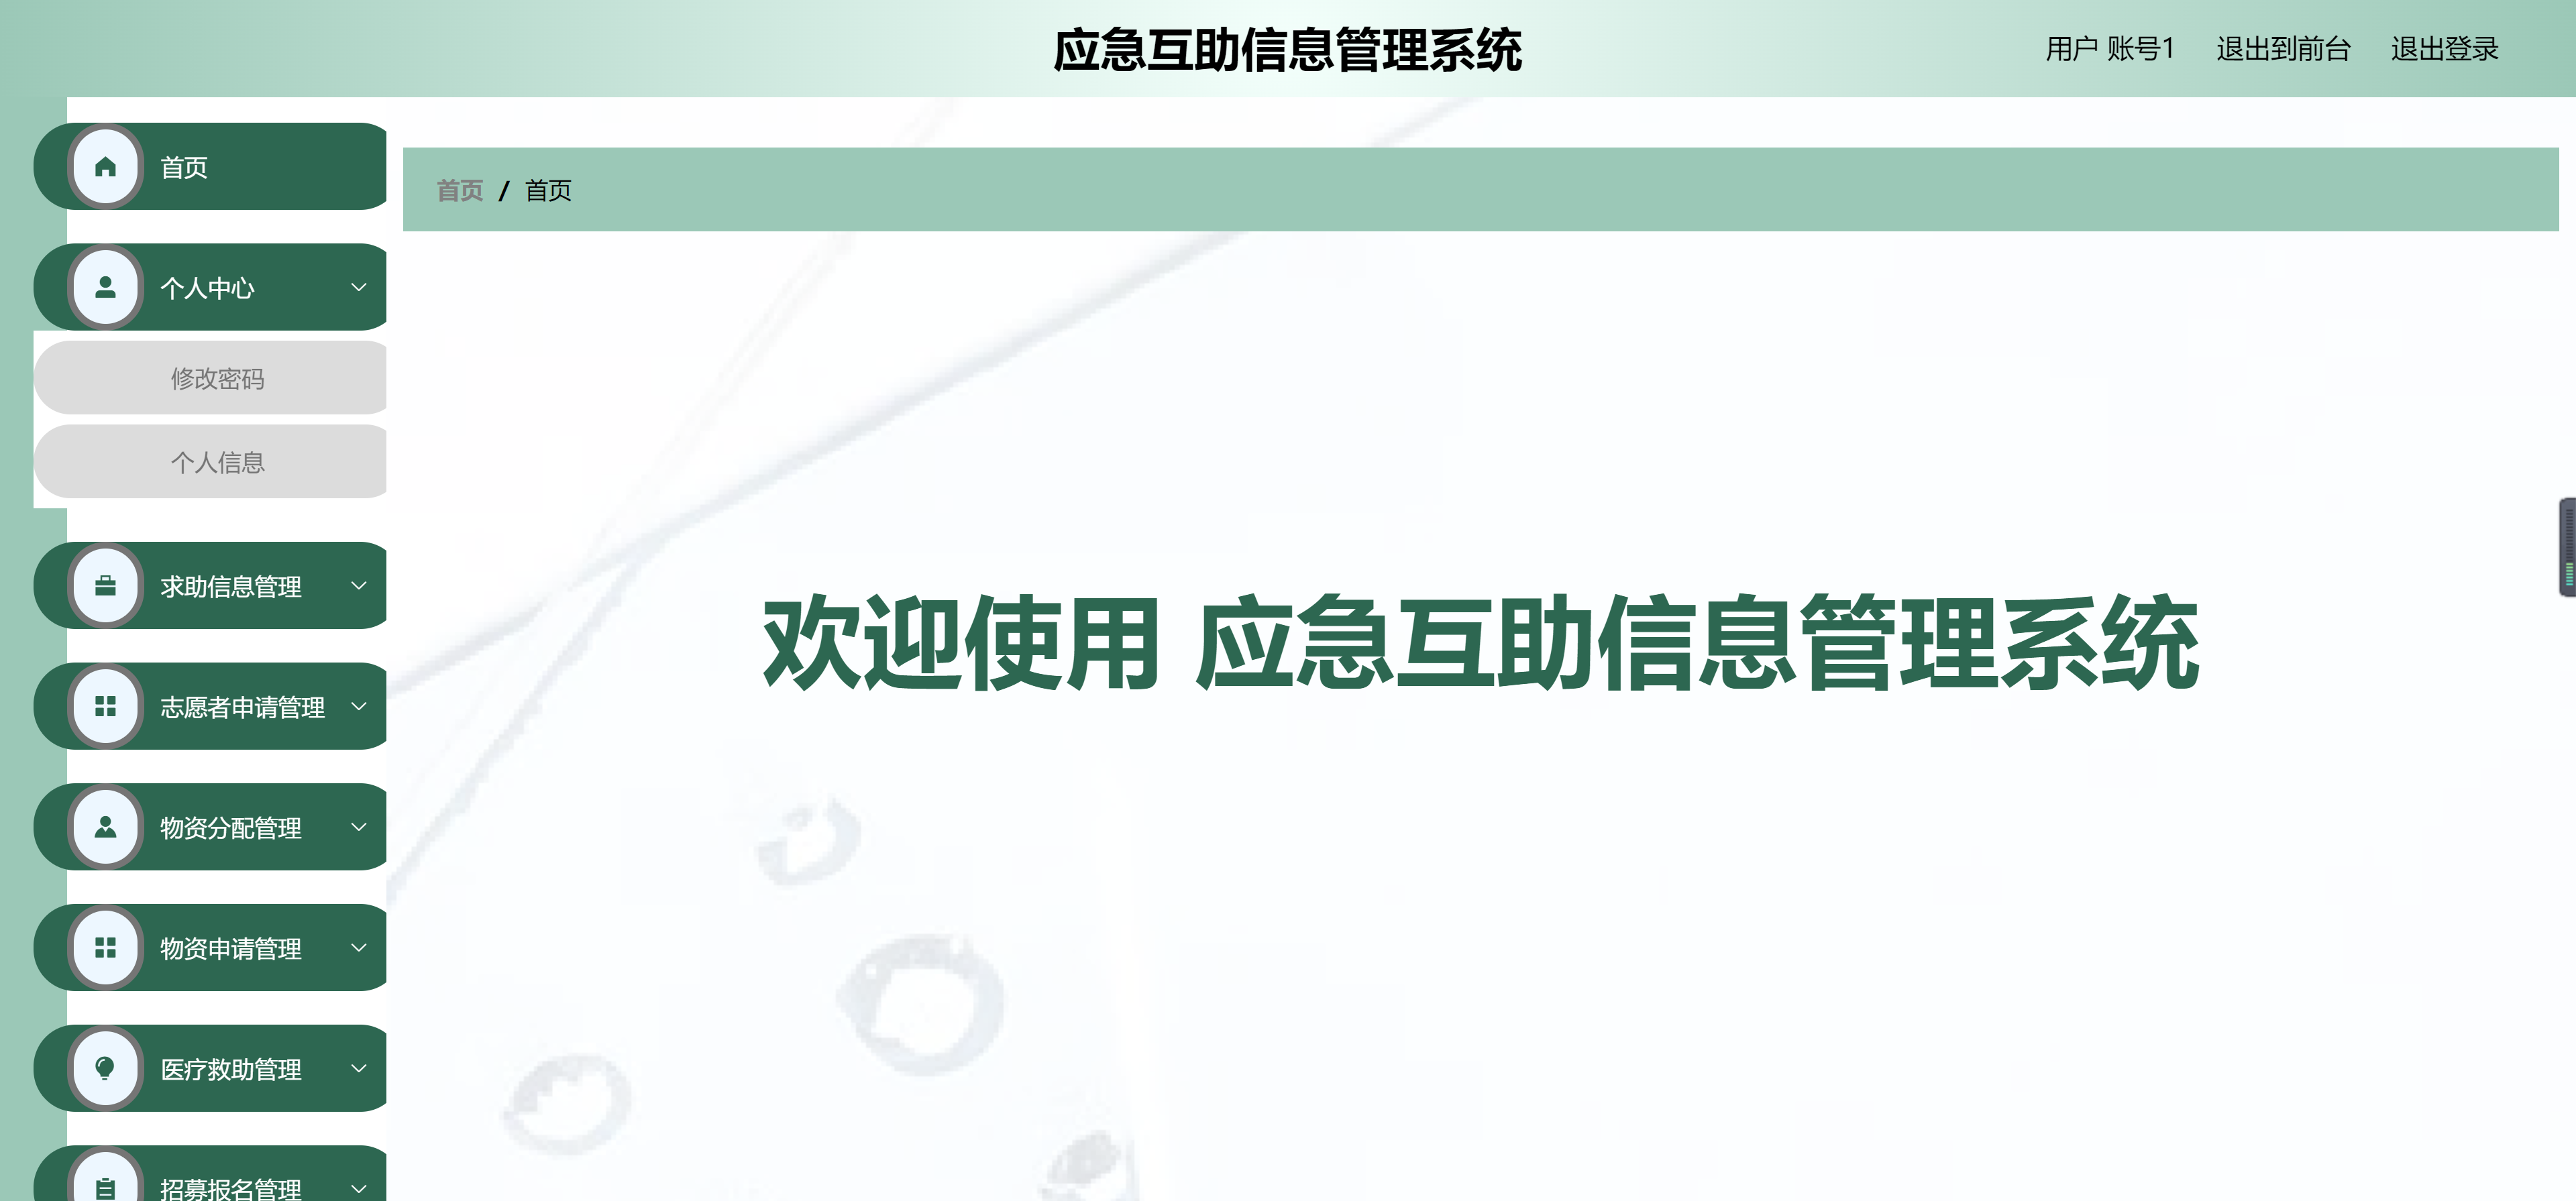 应急互助信息管理系统
用户 账号1 退出到前台 退出登录
首页
首页 / 首页
个人中心
修改密码
个人信息
求助信息管理
志愿者申请管理
物资分配管理
物资申请管理
医疗救助管理
招募报名管理
欢迎使用 应急互助信息管理系统